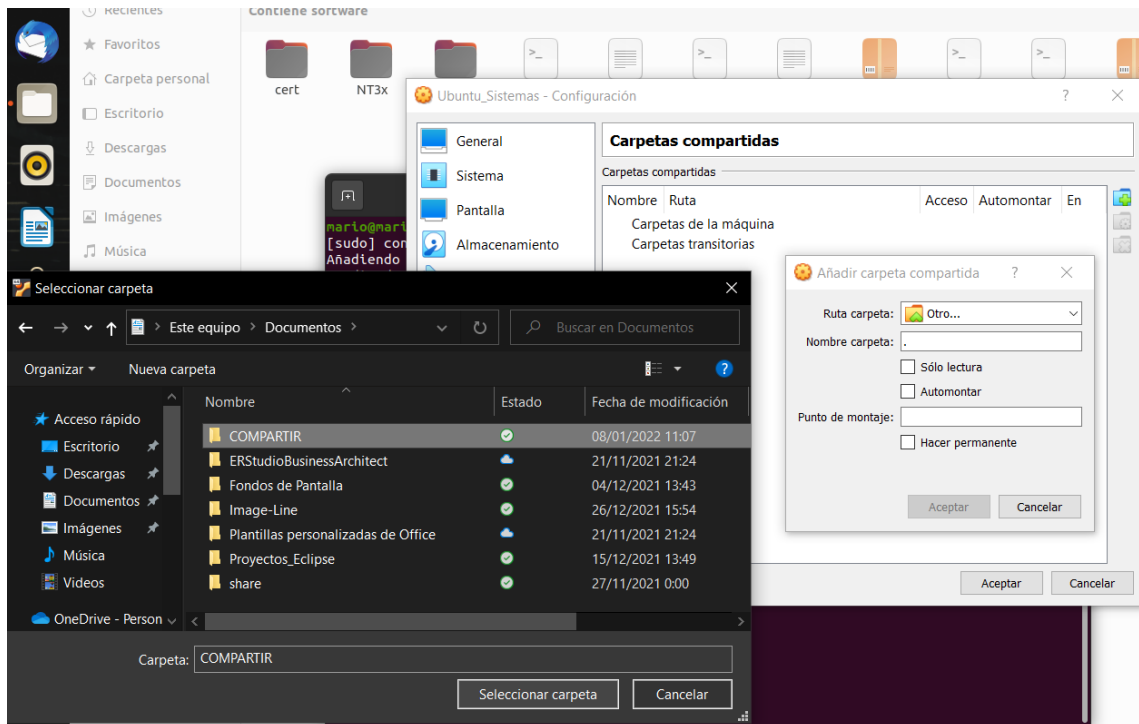 Recientes
Contiene software
Favoritos
Carpeta personal
Escritorio
Descargas
Documentos
Imágenes
Música
cert
NT3x
>_
>_
>_
>_
Ubuntu_Sistemas - Configuración
?
General
Sistema
Pantalla
Almacenamiento
Carpetas compartidas
Carpetas compartidas
Nombre Ruta Acceso Automontar En
Carpetas de la máquina
Carpetas transitorias
mario@mari
[sudo] con
Añadiendo
Añadir carpeta compartida ?
Ruta carpeta: Otro...
Nombre carpeta: .
Sólo lectura
Automontar
Punto de montaje:
Hacer permanente
Aceptar Cancelar
Aceptar Cancelar
Seleccionar carpeta
Este equipo > Documentos >
Buscar en Documentos
Organizar Nueva carpeta ?
Nombre Estado Fecha de modificación
Acceso rápido
Escritorio
Descargas
Documentos
Imágenes
Música
Videos
OneDrive - Person
COMPARTIR 08/01/2022 11:07
ERStudioBusinessArchitect 21/11/2021 21:24
Fondos de Pantalla 04/12/2021 13:43
Image-Line 26/12/2021 15:54
Plantillas personalizadas de Office 21/11/2021 21:24
Proyectos_Eclipse 15/12/2021 13:49
share 27/11/2021 0:00
Carpeta: COMPARTIR
Seleccionar carpeta Cancelar